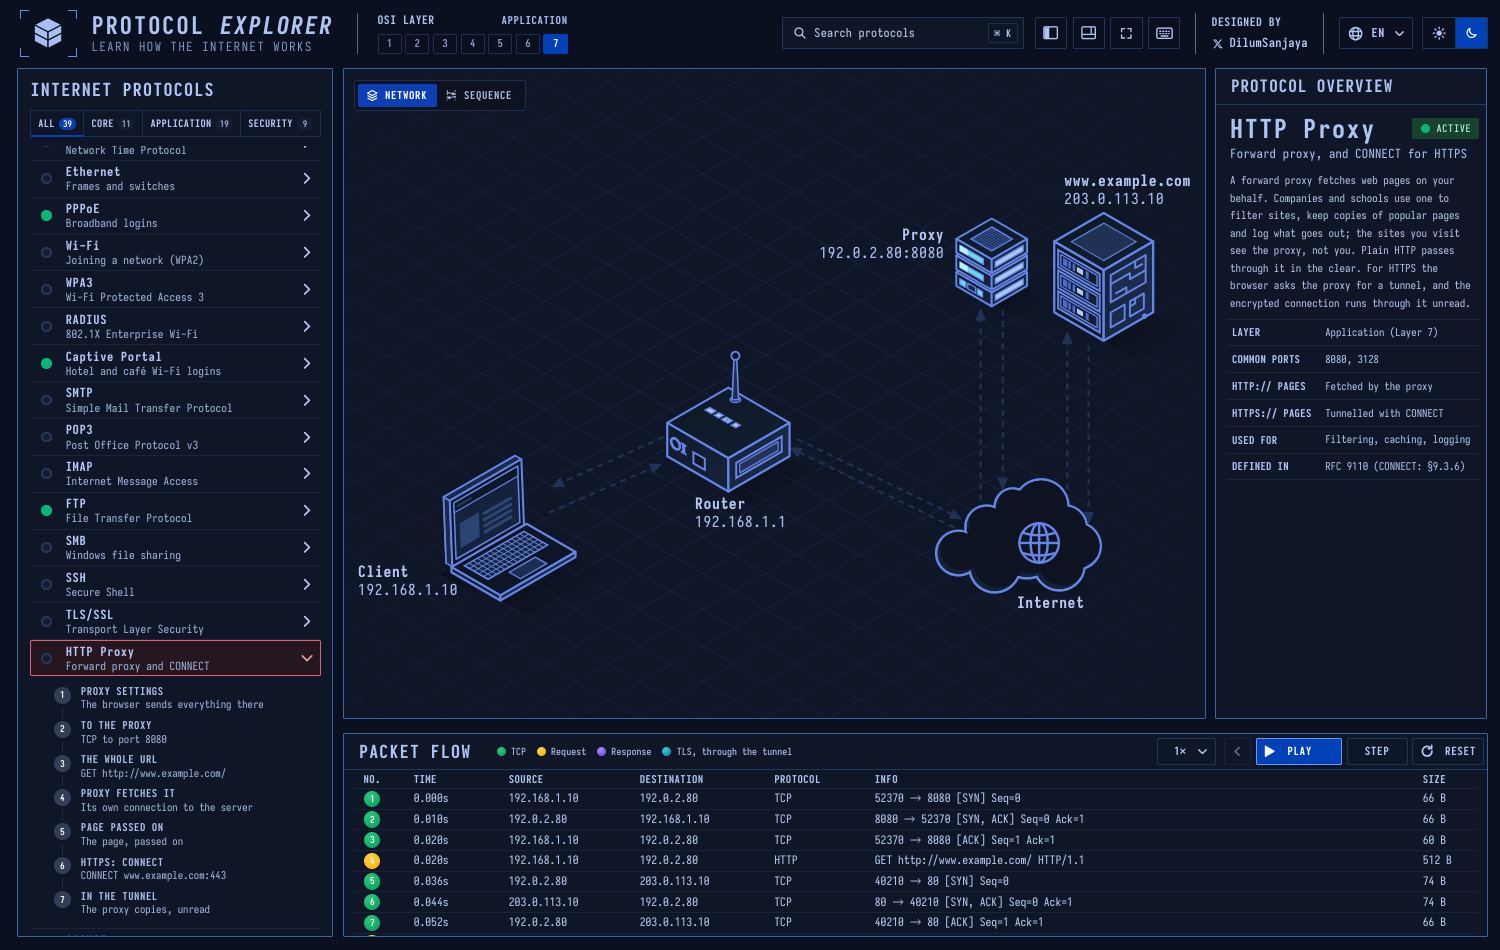 PROTOCOL EXPLORER
LEARN HOW THE INTERNET WORKS
OSI LAYER APPLICATION
1 2 3 4 5 6 7
Search protocols ⌘ K
DESIGNED BY
DilumSanjaya
EN
INTERNET PROTOCOLS
ALL 39 CORE 11 APPLICATION 19 SECURITY 9
Network Time Protocol
Ethernet
Frames and switches
PPPoE
Broadband logins
Wi-Fi
Joining a network (WPA2)
WPA3
Wi-Fi Protected Access 3
RADIUS
802.1X Enterprise Wi-Fi
Captive Portal
Hotel and café Wi-Fi logins
SMTP
Simple Mail Transfer Protocol
POP3
Post Office Protocol v3
IMAP
Internet Message Access
FTP
File Transfer Protocol
SMB
Windows file sharing
SSH
Secure Shell
TLS/SSL
Transport Layer Security
HTTP Proxy
Forward proxy and CONNECT
1 PROXY SETTINGS
The browser sends everything there
2 TO THE PROXY
TCP to port 8080
3 THE WHOLE URL
GET http://www.example.com/
4 PROXY FETCHES IT
Its own connection to the server
5 PAGE PASSED ON
The page, passed on
6 HTTPS: CONNECT
CONNECT www.example.com:443
7 IN THE TUNNEL
The proxy copies, unread
NETWORK SEQUENCE
www.example.com
203.0.113.10
Proxy
192.0.2.80:8080
Router
192.168.1.1
Client
192.168.1.10
Internet
PROTOCOL OVERVIEW
HTTP Proxy ACTIVE
Forward proxy, and CONNECT for HTTPS
A forward proxy fetches web pages on your
behalf. Companies and schools use one to
filter sites, keep copies of popular pages
and log what goes out; the sites you visit
see the proxy, not you. Plain HTTP passes
through it in the clear. For HTTPS the
browser asks the proxy for a tunnel, and the
encrypted connection runs through it unread.
LAYER Application (Layer 7)
COMMON PORTS 8080, 3128
HTTP:// PAGES Fetched by the proxy
HTTPS:// PAGES Tunnelled with CONNECT
USED FOR Filtering, caching, logging
DEFINED IN RFC 9110 (CONNECT: §9.3.6)
PACKET FLOW TCP Request Response TLS, through the tunnel 1× PLAY STEP RESET
NO. TIME SOURCE DESTINATION PROTOCOL INFO SIZE
1 0.000s 192.168.1.10 192.0.2.80 TCP 52370 → 8080 [SYN] Seq=0 66 B
2 0.010s 192.0.2.80 192.168.1.10 TCP 8080 → 52370 [SYN, ACK] Seq=0 Ack=1 66 B
3 0.020s 192.168.1.10 192.0.2.80 TCP 52370 → 8080 [ACK] Seq=1 Ack=1 60 B
4 0.020s 192.168.1.10 192.0.2.80 HTTP GET http://www.example.com/ HTTP/1.1 512 B
5 0.036s 192.0.2.80 203.0.113.10 TCP 40210 → 80 [SYN] Seq=0 74 B
6 0.044s 203.0.113.10 192.0.2.80 TCP 80 → 40210 [SYN, ACK] Seq=0 Ack=1 74 B
7 0.052s 192.0.2.80 203.0.113.10 TCP 40210 → 80 [ACK] Seq=1 Ack=1 66 B